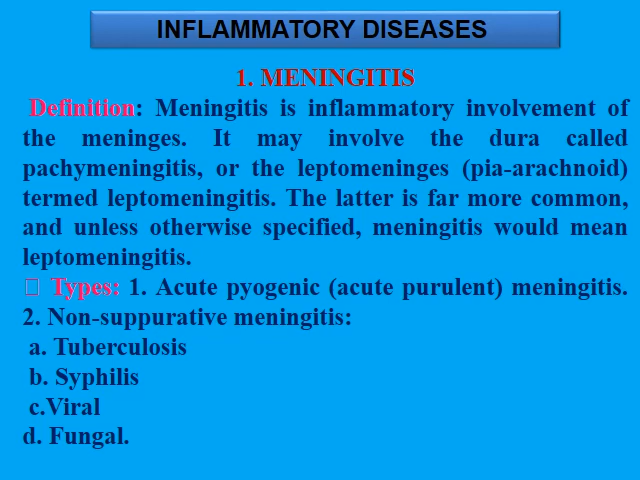 INFLAMMATORY DISEASES
1. MENINGITIS
Definition: Meningitis is inflammatory involvement of
the meninges. It may involve the dura called
pachymeningitis, or the leptomeninges (pia-arachnoid)
termed leptomeningitis. The latter is far more common,
and unless otherwise specified, meningitis would mean
leptomeningitis.
Types: 1. Acute pyogenic (acute purulent) meningitis.
2. Non-suppurative meningitis:
a. Tuberculosis
b. Syphilis
c.Viral
d. Fungal.